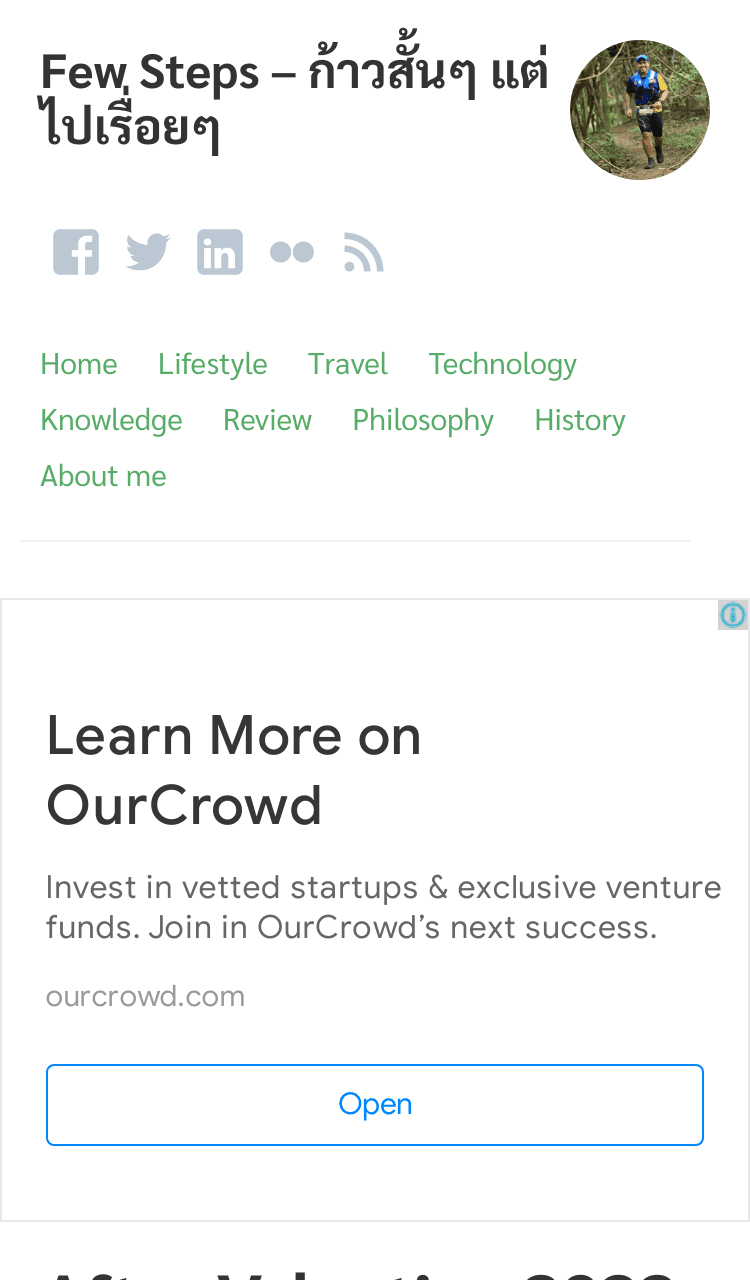 Few Steps – ก้าวสั้นๆ แต่
ไปเรื่อยๆ
Home Lifestyle Travel Technology
Knowledge Review Philosophy History
About me
Learn More on
OurCrowd
Invest in vetted startups & exclusive venture
funds. Join in OurCrowd’s next success.
ourcrowd.com
Open